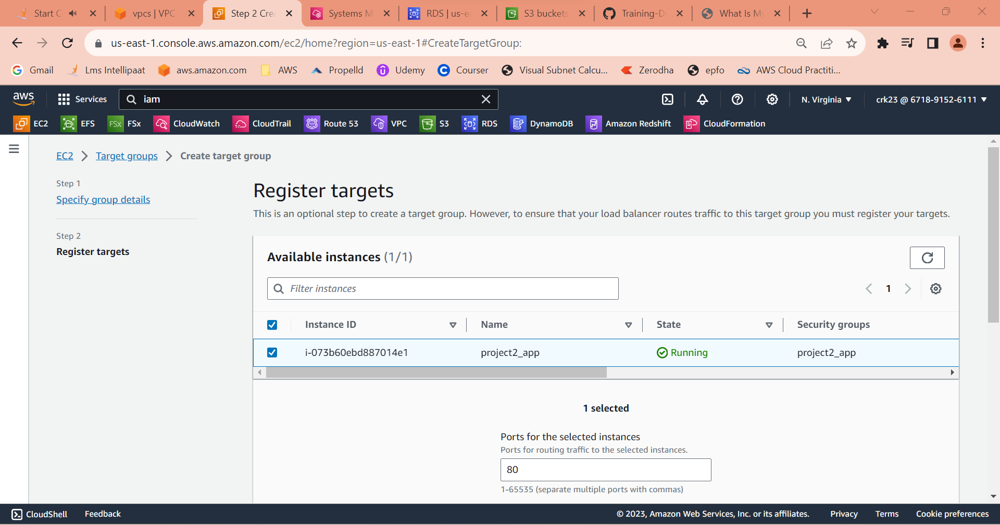 Start C
vpcs | VPC
Step 2 Cre
Systems M
RDS | us-ea
S3 buckets
Training-D
What Is My
us-east-1.console.aws.amazon.com/ec2/home?region=us-east-1#CreateTargetGroup:
Gmail
Lms Intellipaat
aws.amazon.com
AWS
Propelld
Udemy
Courser
Visual Subnet Calcu...
Zerodha
epfo
AWS Cloud Practiti...
aws
Services
iam
N. Virginia
crk23 @ 6718-9152-6111
EC2
EFS
FSx
FSx
CloudWatch
CloudTrail
Route 53
VPC
S3
RDS
DynamoDB
Amazon Redshift
CloudFormation
EC2
Target groups
Create target group
Step 1
Specify group details
Step 2
Register targets
Register targets
This is an optional step to create a target group. However, to ensure that your load balancer routes traffic to this target group you must register your targets.
Available instances (1/1)
Filter instances
1
Instance ID
Name
State
Security groups
i-073b60ebd887014e1
project2_app
Running
project2_app
1 selected
Ports for the selected instances
Ports for routing traffic to the selected instances.
80
1-65535 (separate multiple ports with commas)
CloudShell
Feedback
© 2023, Amazon Web Services, Inc. or its affiliates.
Privacy
Terms
Cookie preferences